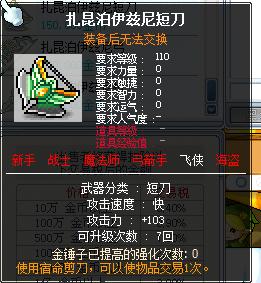 扎昆泊伊兹尼短刀
装备后无法交换
要求等级: 110
要求力量: 0
要求敏捷: 0
要求智力: 0
要求运气: 0
要求人气度: -
道具等级: -
道具经验值: -
新手 战士 魔法师 弓箭手 飞侠 海盗
武器分类 : 短刀
攻击速度 : 快
攻击力 : +103
可升级次数 : 7回
金锤子已提高的强化次数: 0
使用宿命剪刀，可以使物品交易1次。